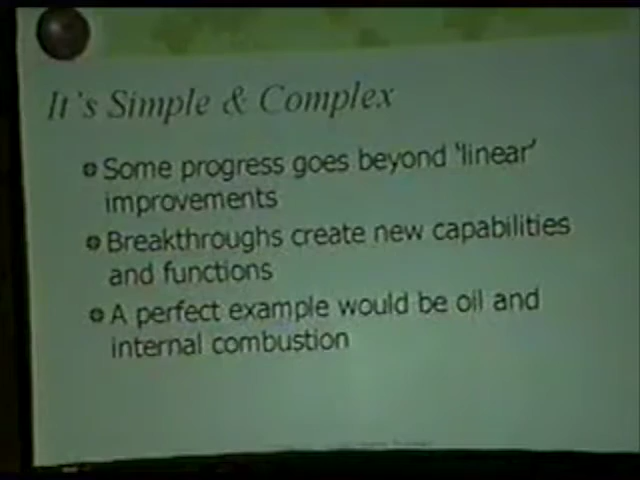 It's Simple & Complex
Some progress goes beyond 'linear'
improvements
Breakthroughs create new capabilities
and functions
A perfect example would be oil and
internal combustion